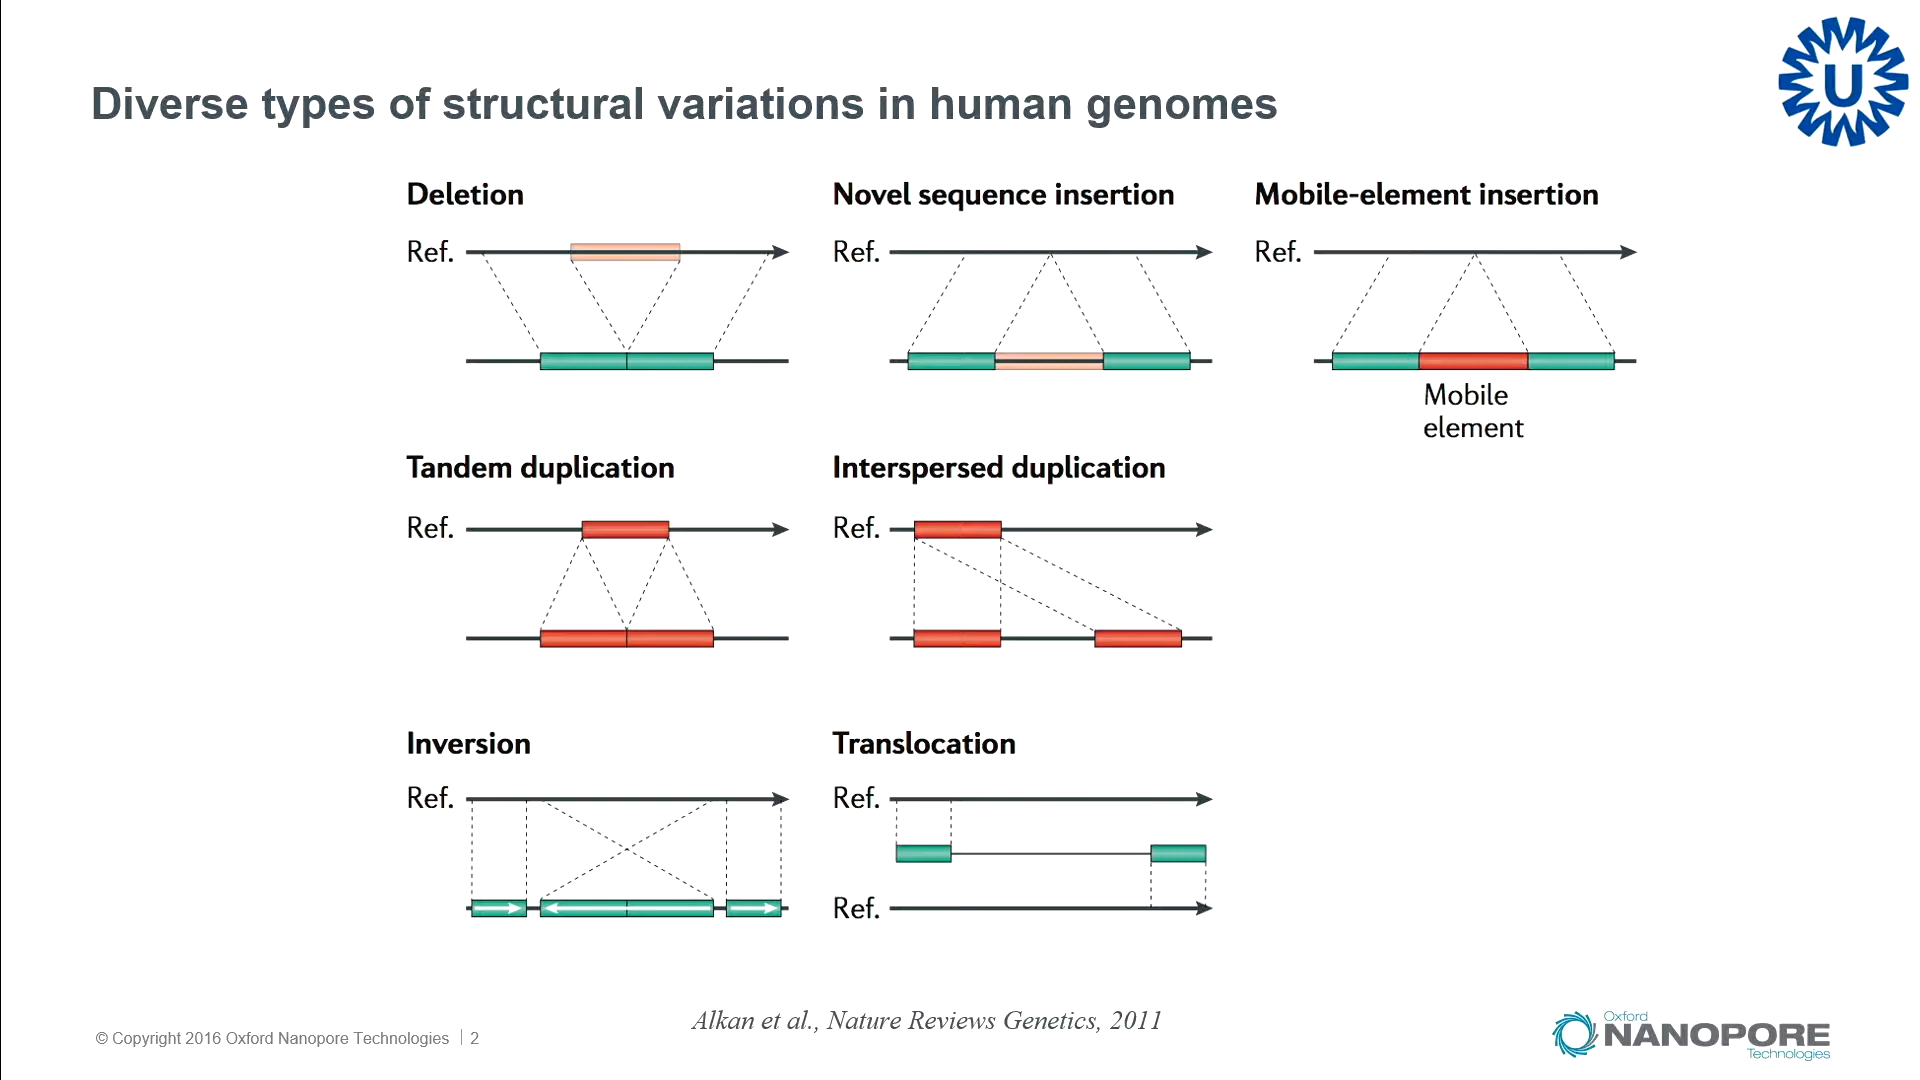 Diverse types of structural variations in human genomes
U
Deletion
Novel sequence insertion
Mobile-element insertion
Ref.
Ref.
Ref.
Mobile
element
Tandem duplication
Interspersed duplication
Ref.
Ref.
Inversion
Translocation
Ref.
Ref.
Ref.
Alkan et al., Nature Reviews Genetics, 2011
© Copyright 2016 Oxford Nanopore Technologies | 2
Oxford
NANOPORE
Technologies